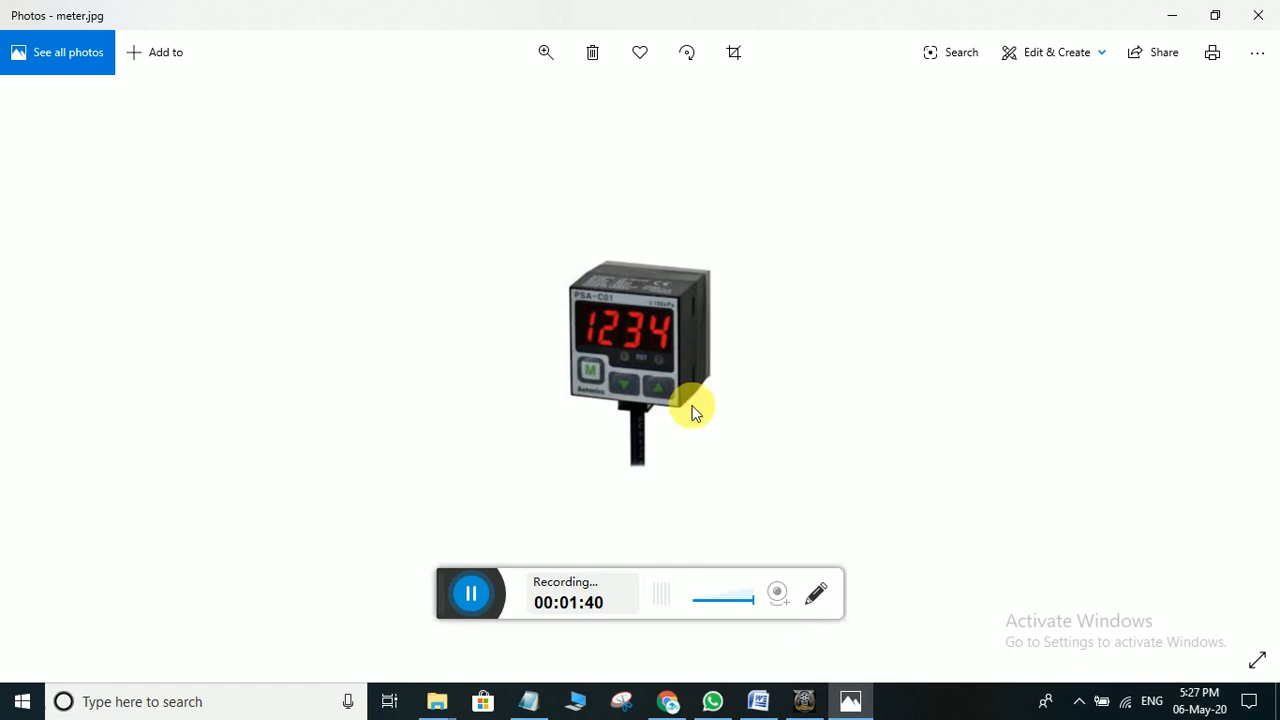 Photos - meter.jpg
See all photos
Add to
Search
Edit & Create
Share
PSA-C01
±100kPa
1234
OUT
M
Autonics
Recording...
00:01:40
Activate Windows
Go to Settings to activate Windows.
Type here to search
ENG
5:27 PM
06-May-20